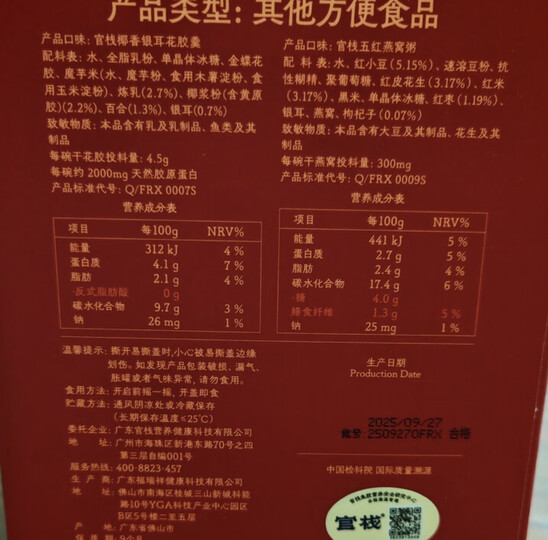 产品类型：其他方便食品
产品口味：官栈椰香银耳花胶羹
配料表：水、全脂乳粉、单晶体冰糖、金蝶花
胶、魔芋米(水、魔芋粉、食用木薯淀粉、食
用玉米淀粉)、炼乳(2.7%)、椰浆粉(含黄原
胶)(2.2%)、百合(1.3%)、银耳(0.7%)
致敏物质：本品含有乳及乳制品、鱼类及其
制品
每碗干花胶投料量：4.5g
每碗约 2000mg 天然胶原蛋白
产品标准代号：Q/FRX 0007S
营养成分表
项目 每100g NRV%
能量 312 kJ 4 %
蛋白质 4.1 g 7 %
脂肪 2.1 g 4 %
-反式脂肪酸 0 g
碳水化合物 9.7 g 3 %
钠 26 mg 1 %
产品口味：官栈五红燕窝粥
配 料 表：水、红小豆(5.15%)、速溶豆粉、抗
性糊精、聚葡萄糖、红皮花生(3.17%)、红米
(3.17%)、黑米、单晶体冰糖、红枣(1.19%)、
银耳、燕窝、枸杞子(0.07%)
致敏物质：本品含有大豆及其制品、花生及其
制品
每碗干燕窝投料量：300mg
产品标准代号：Q/FRX 0009S
营养成分表
项目 每100g NRV%
能量 441 kJ 5 %
蛋白质 2.7 g 5 %
脂肪 2.4 g 4 %
碳水化合物 17.4 g 6 %
-糖 4.0 g
膳食纤维 1.3 g 5 %
钠 25 mg 1 %
温馨提示：撕开易撕盖时,小心被易撕盖边缘
划伤。如发现产品包装破损、漏气、
胀罐或者气味异常,请勿食用。
食用方法：开启前摇一摇，开盖即食
贮藏方法：通风阴凉处或冷藏保存
(长期保存温度≤25℃)
委托企业：广东官栈营养健康科技有限公司
地 址：广州市海珠区新港东路70号之四
第三层自编001号
服务热线：400-8823-457
生 产 商：广东福瑞祥健康科技有限公司
地 址：佛山市南海区桂城三山新城科能
路10号YGA科技产业中心园区
B区5号楼二至五层
产 地：广东省佛山市
保 质 期：9个月
生产日期
Production Date
2025/09/27
批号:2509270FRX 合格
中国检科院 国际质量溯源
官栈